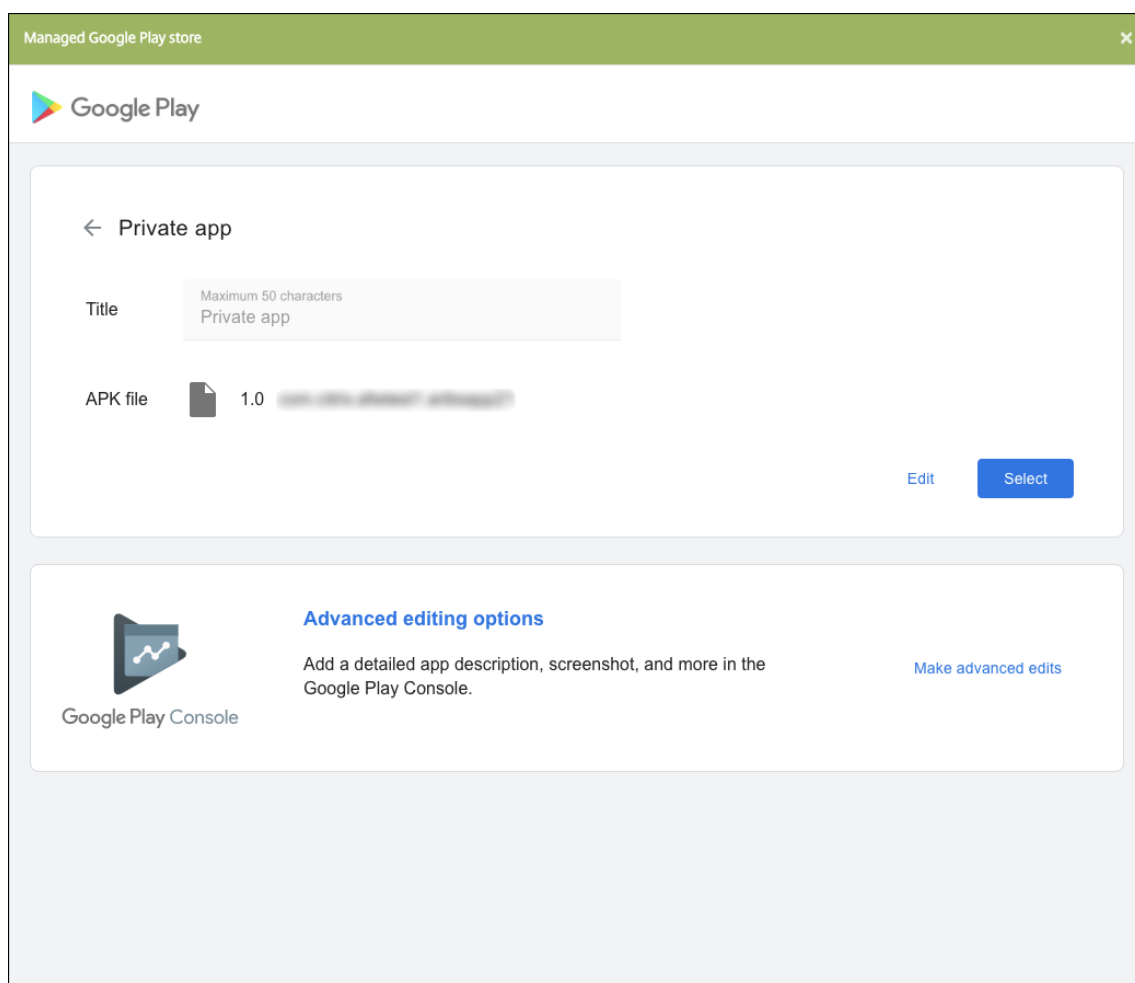 Managed Google Play store
Google Play
Private app
Title
Maximum 50 characters
Private app
APK file 1.0
Edit Select
Advanced editing options
Add a detailed app description, screenshot, and more in the
Google Play Console.
Make advanced edits
Google Play Console